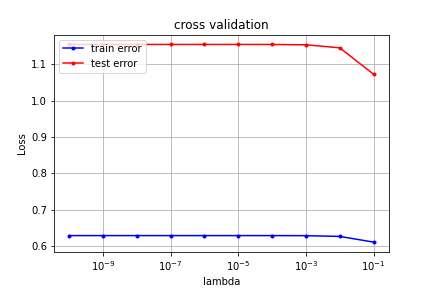 cross validation
train error
test error
Loss
1.1
1.0
0.9
0.8
0.7
0.6
10⁻⁹
10⁻⁷
10⁻⁵
10⁻³
10⁻¹
lambda